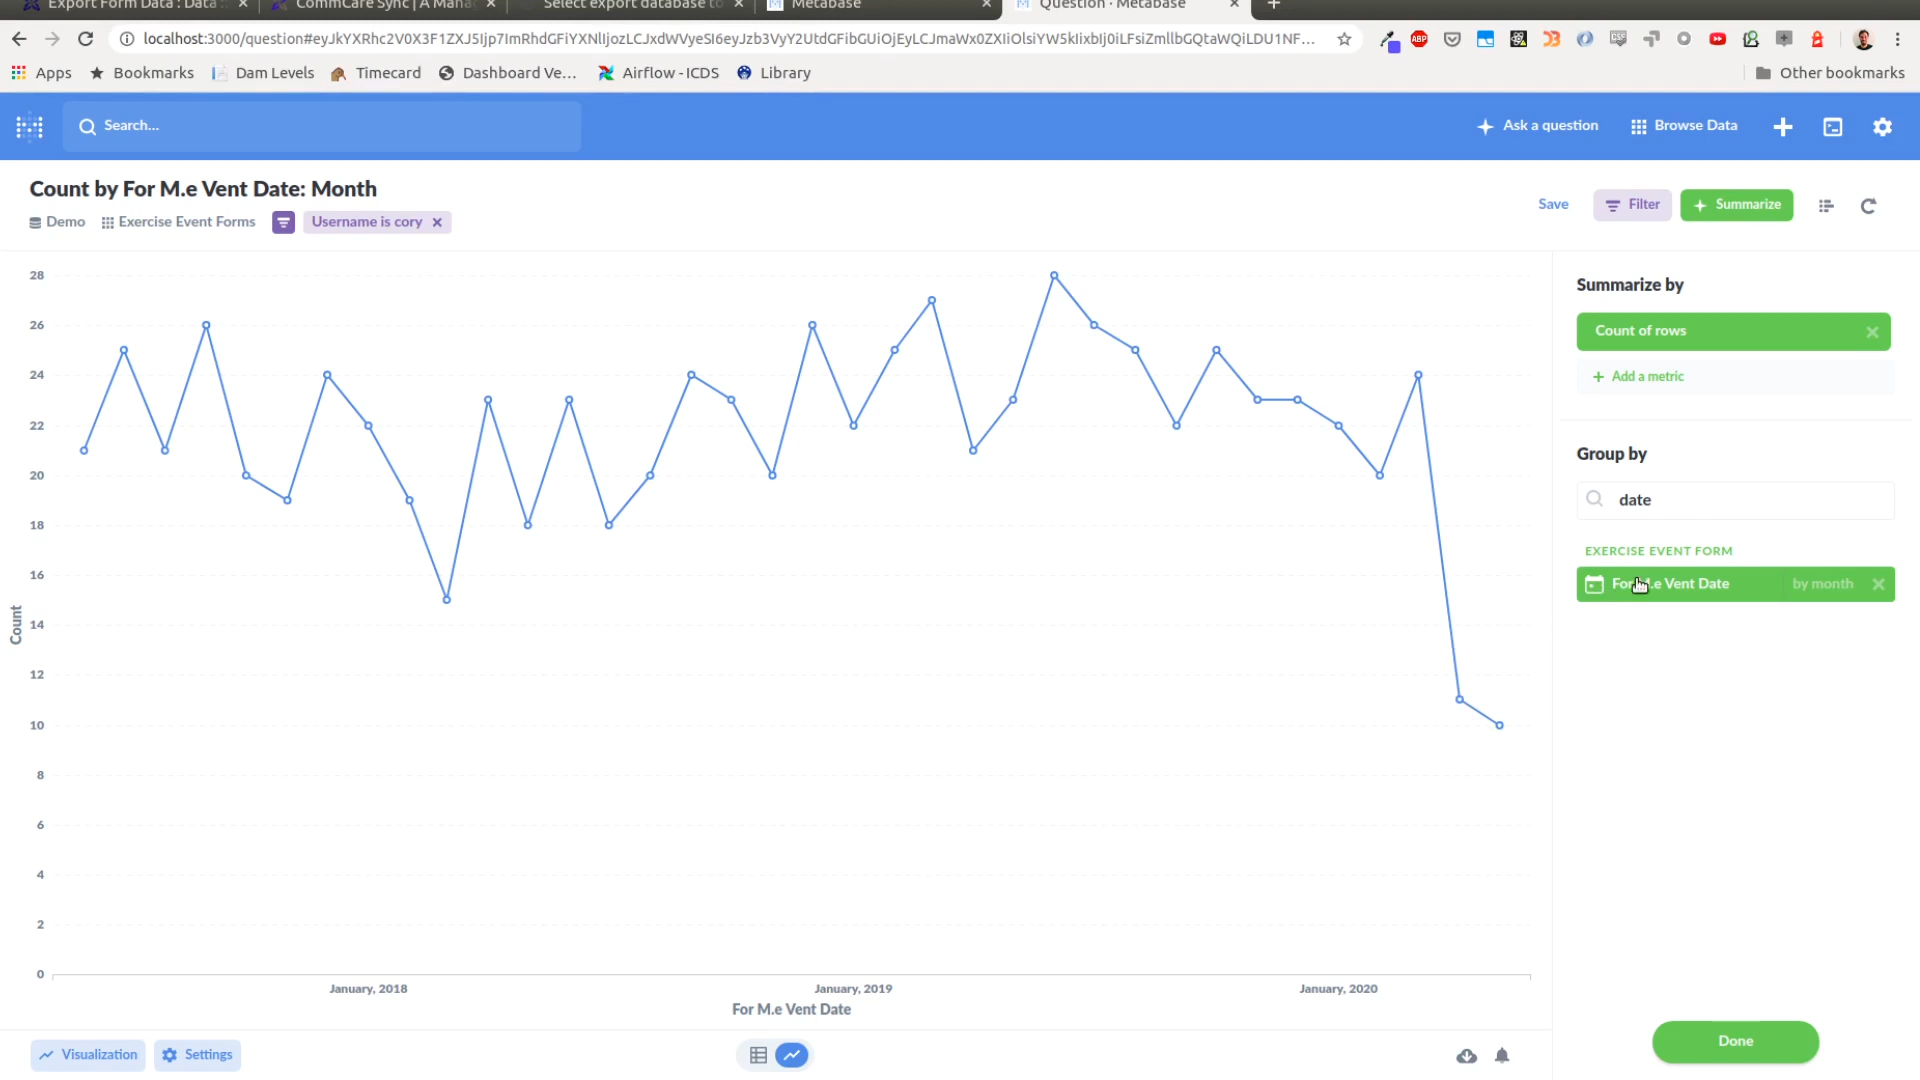 Export Form Data : Data ::
CommCare Sync | A Mana
Select export database to
Metabase
Question · Metabase
localhost:3000/question#eyJkYXRhc2V0X3F1ZXJ5Ijp7ImRhdGFiYXNlIjozLCJxdWVyeSI6eyJzb3VyY2UtdGFibGUiOjEyLCJmaWx0ZXIiOlsiYW5kIixbIj0iLFsiZmllbGQtaWQiLDU1NF...
Apps
Bookmarks
Dam Levels
Timecard
Dashboard Ve...
Airflow - ICDS
Library
Other bookmarks
Search...
Ask a question
Browse Data
Count by For M.e Vent Date: Month
Demo
Exercise Event Forms
Username is cory
Save
Filter
Summarize
28
26
24
22
20
18
16
14
12
10
8
6
4
2
0
Count
January, 2018
January, 2019
January, 2020
For M.e Vent Date
Summarize by
Count of rows
Add a metric
Group by
date
EXERCISE EVENT FORM
For M.e Vent Date
by month
Visualization
Settings
Done